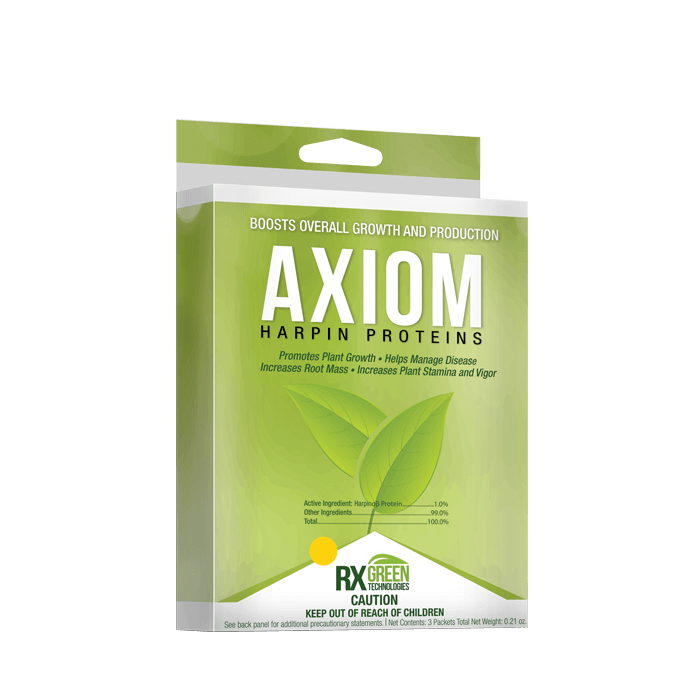 BOOSTS OVERALL GROWTH AND PRODUCTION
AXIOM
HARPIN PROTEINS
Promotes Plant Growth • Helps Manage Disease
Increases Root Mass • Increases Plant Stamina and Vigor
Active Ingredient: Harpinαβ Protein..............1.0%
Other Ingredients..............99.0%
Total..............100.0%
RX GREEN
TECHNOLOGIES
CAUTION
KEEP OUT OF REACH OF CHILDREN
See back panel for additional precautionary statements. | Net Contents: 3 Packets Total Net Weight: 0.21 oz.